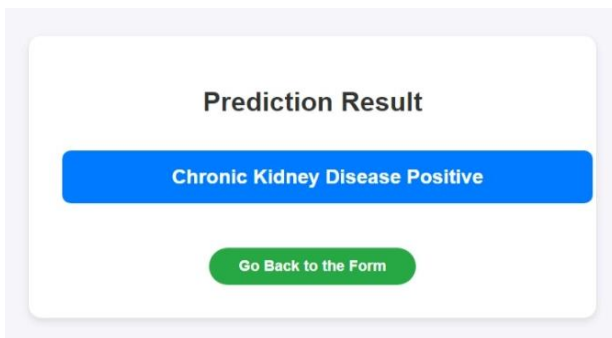 Prediction Result
Chronic Kidney Disease Positive
Go Back to the Form